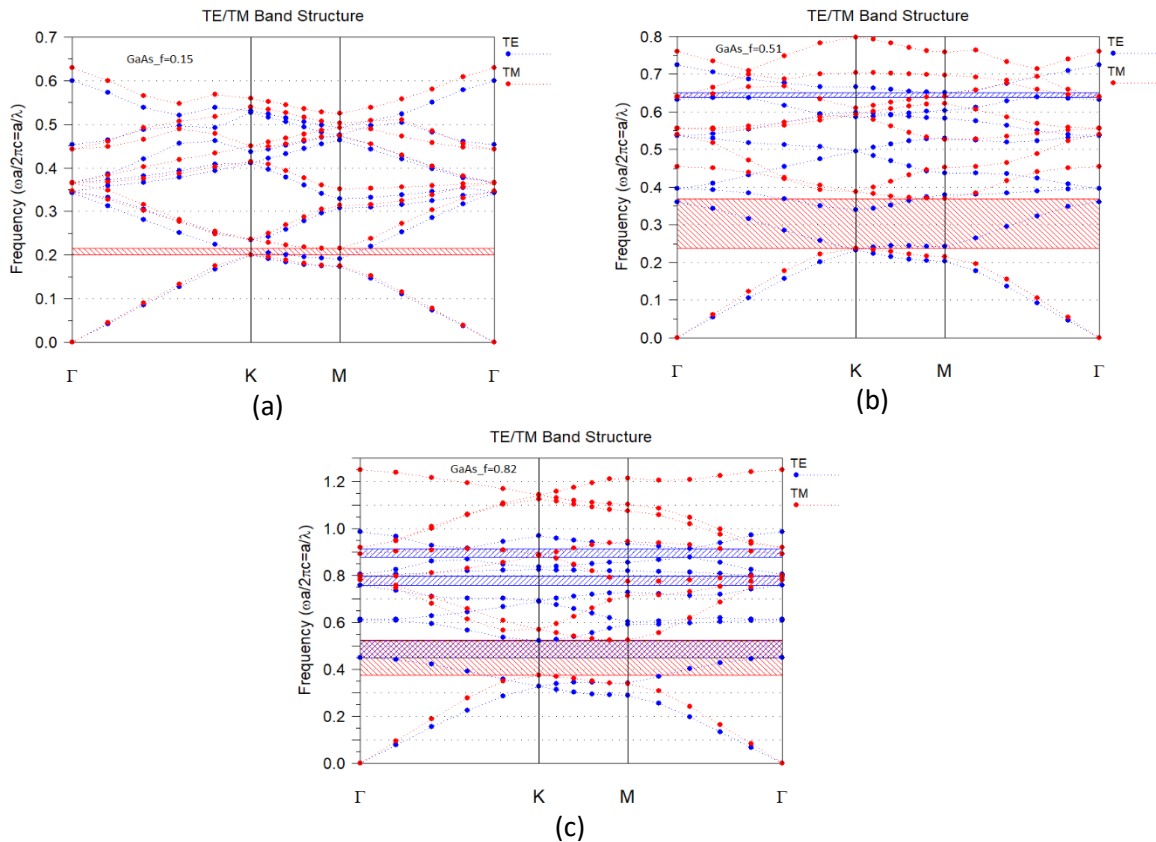 TE/TM Band Structure
GaAs_f=0.15
TE
TM
Frequency (ωa/2πc=a/λ)
0.7
0.6
0.5
0.4
0.3
0.2
0.1
0.0
Γ K M Γ
(a)
TE/TM Band Structure
GaAs_f=0.51
TE
TM
Frequency (ωa/2πc=a/λ)
0.8
0.7
0.6
0.5
0.4
0.3
0.2
0.1
0.0
Γ K M Γ
(b)
TE/TM Band Structure
GaAs_f=0.82
TE
TM
Frequency (ωa/2πc=a/λ)
1.2
1.0
0.8
0.6
0.4
0.2
0.0
Γ K M Γ
(c)